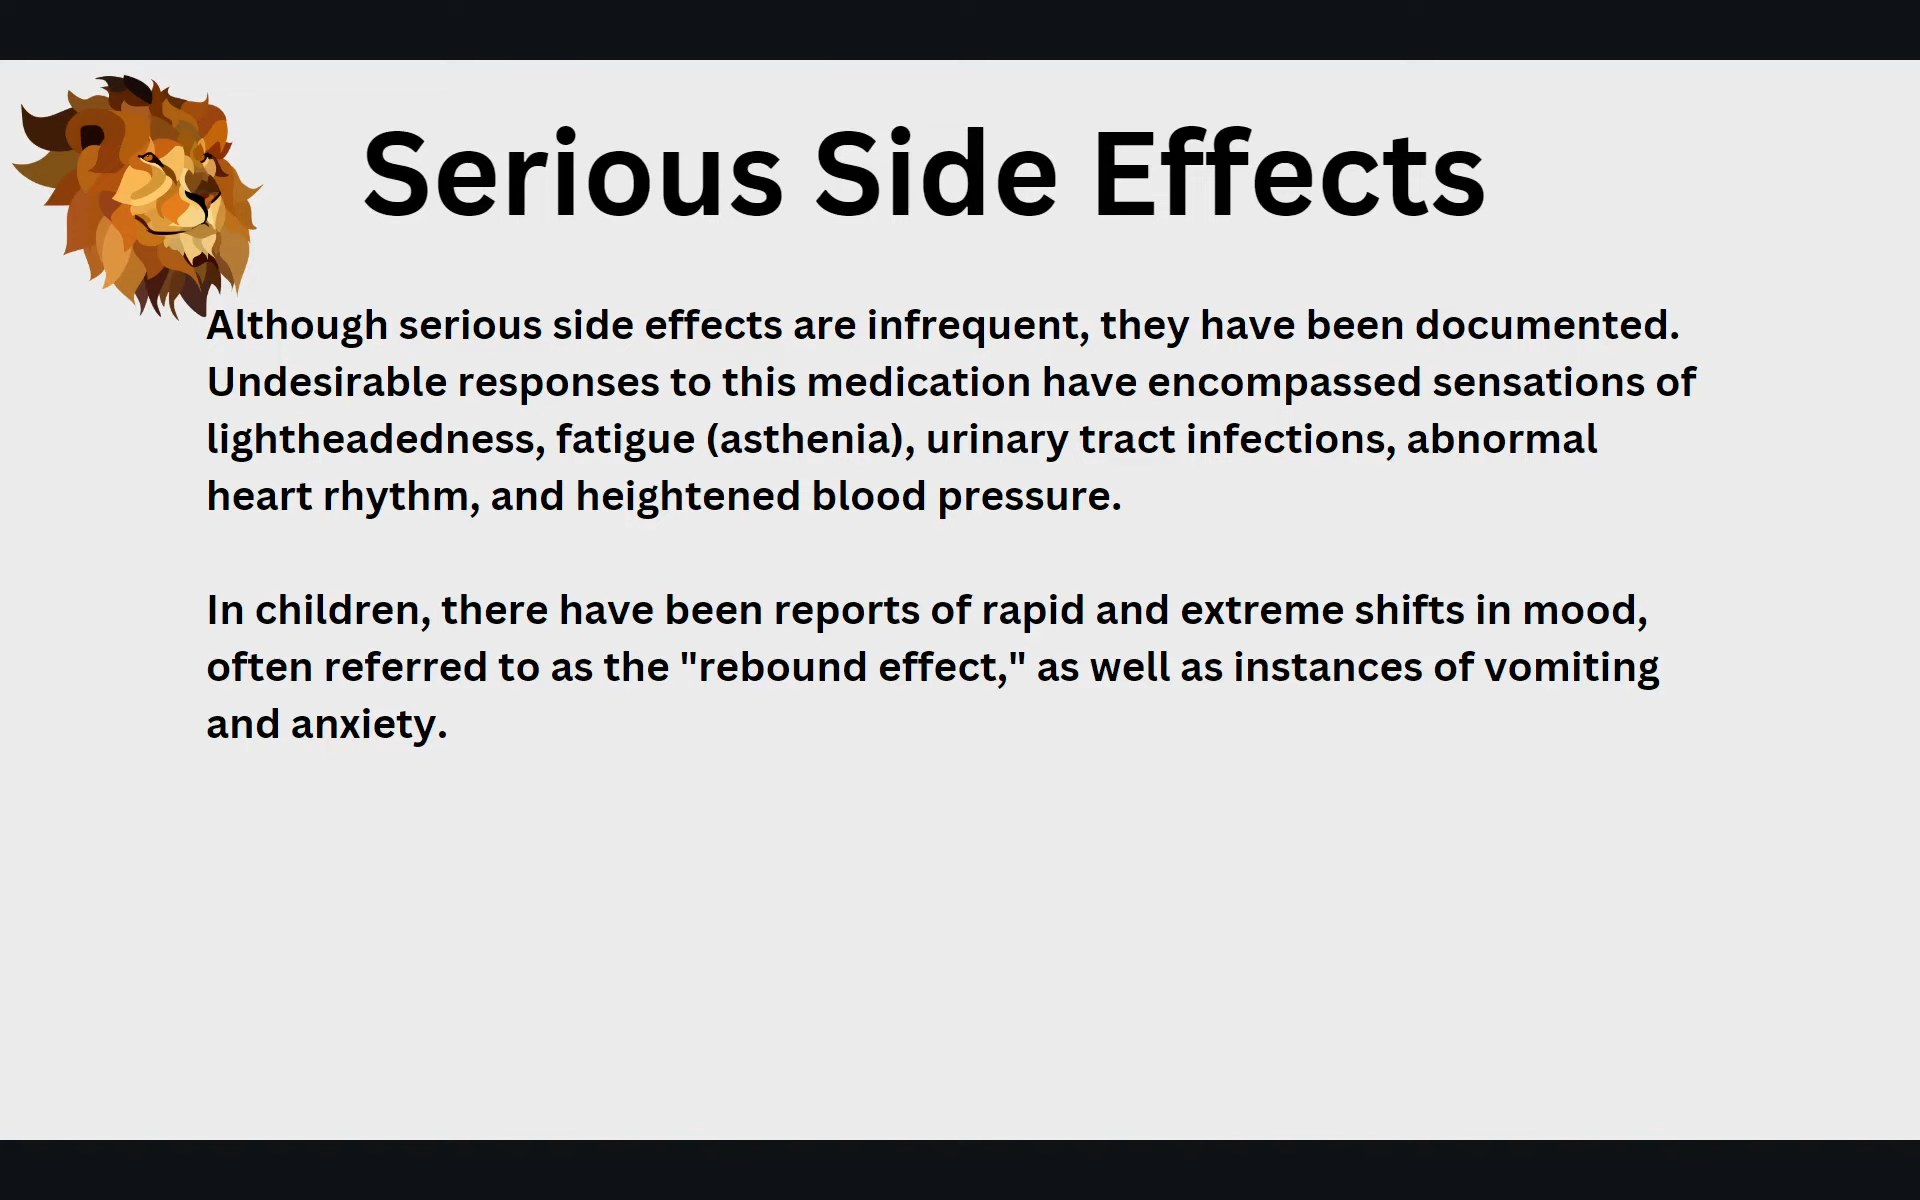 Serious Side Effects
Although serious side effects are infrequent, they have been documented.
Undesirable responses to this medication have encompassed sensations of
lightheadedness, fatigue (asthenia), urinary tract infections, abnormal
heart rhythm, and heightened blood pressure.
In children, there have been reports of rapid and extreme shifts in mood,
often referred to as the "rebound effect," as well as instances of vomiting
and anxiety.